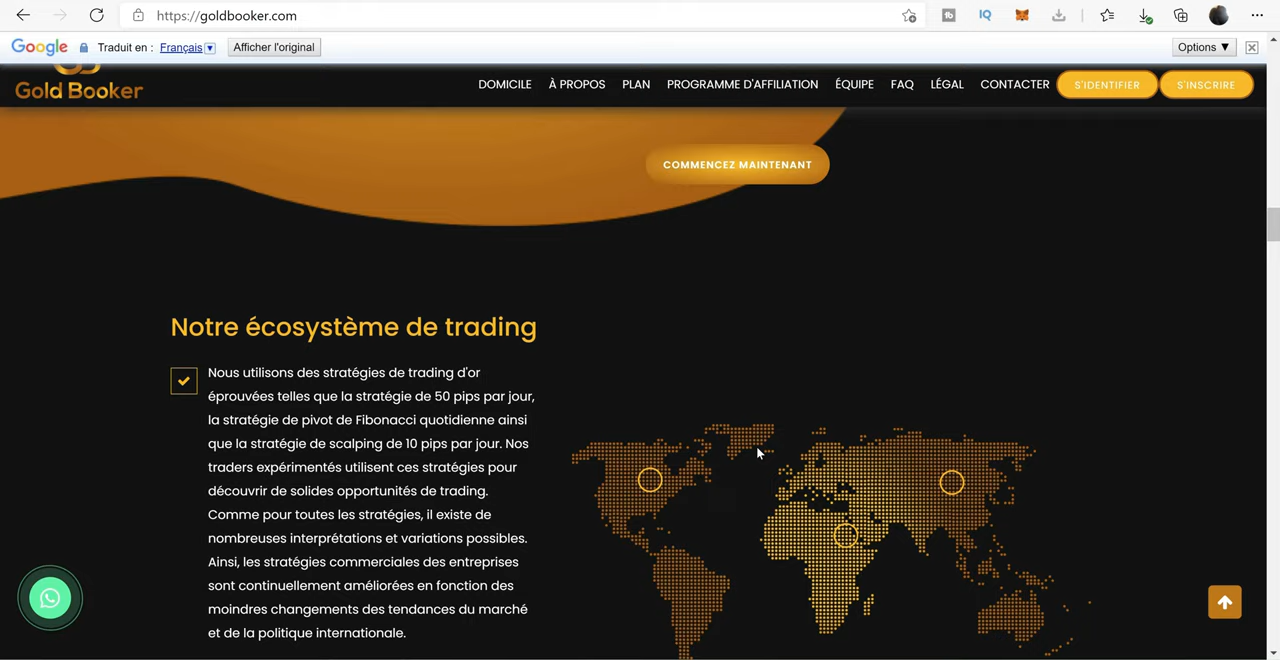 https://goldbooker.com
Google Traduit en : Français Afficher l'original Options
Gold Booker
DOMICILE À PROPOS PLAN PROGRAMME D'AFFILIATION ÉQUIPE FAQ LÉGAL CONTACTER S'IDENTIFIER S'INSCRIRE
COMMENCEZ MAINTENANT
Notre écosystème de trading
Nous utilisons des stratégies de trading d'or
éprouvées telles que la stratégie de 50 pips par jour,
la stratégie de pivot de Fibonacci quotidienne ainsi
que la stratégie de scalping de 10 pips par jour. Nos
traders expérimentés utilisent ces stratégies pour
découvrir de solides opportunités de trading.
Comme pour toutes les stratégies, il existe de
nombreuses interprétations et variations possibles.
Ainsi, les stratégies commerciales des entreprises
sont continuellement améliorées en fonction des
moindres changements des tendances du marché
et de la politique internationale.